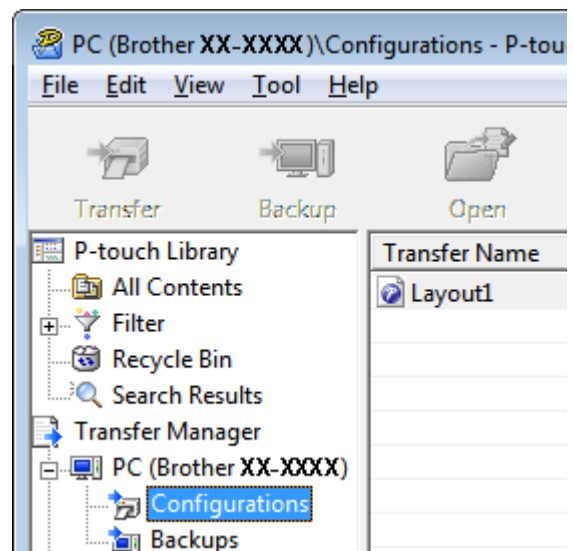 PC (Brother XX-XXXX)\Configurations - P-tou
File Edit View Tool Help
Transfer Backup Open
P-touch Library
All Contents
Filter
Recycle Bin
Search Results
Transfer Manager
PC (Brother XX-XXXX)
Configurations
Backups
Transfer Name
Layout1